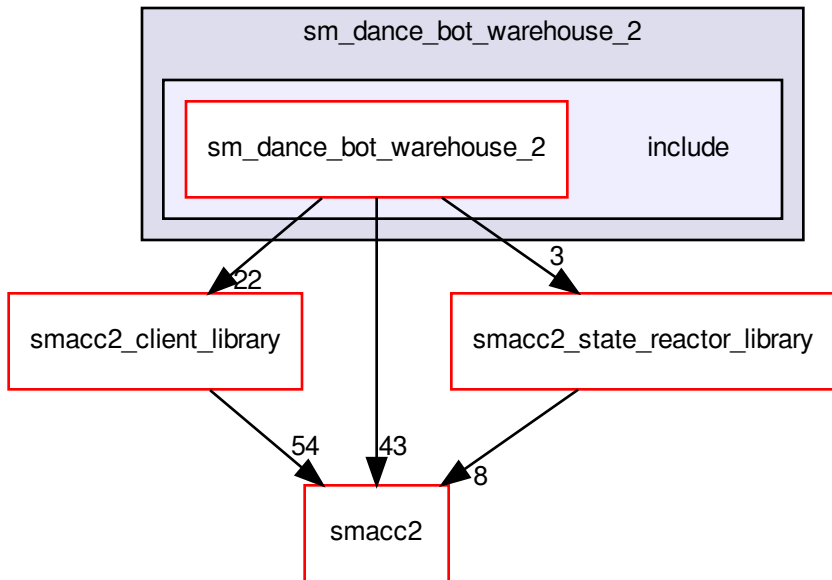 sm_dance_bot_warehouse_2
sm_dance_bot_warehouse_2
include
22
3
smacc2_client_library
smacc2_state_reactor_library
54
43
8
smacc2